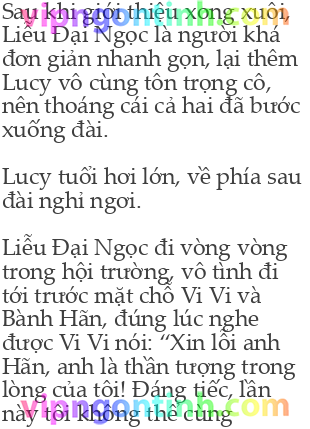 Sau khi giới thiệu xong xuôi,
Liễu Đại Ngọc là người khá
đơn giản nhanh gọn, lại thêm
Lucy vô cùng tôn trọng cô,
nên thoáng cái cả hai đã bước
xuống đài.
Lucy tuổi hơi lớn, về phía sau
đài nghỉ ngơi.
Liễu Đại Ngọc đi vòng vòng
trong hội trường, vô tình đi
tới trước mặt chỗ Vi Vi và
Bành Hãn, đúng lúc nghe
được Vi Vi nói: “Xin lỗi anh
Hãn, anh là thần tượng trong
lòng của tôi! Đáng tiếc, lần
này tôi không thể cùng
vipngontinh.com
vipngontinh.com